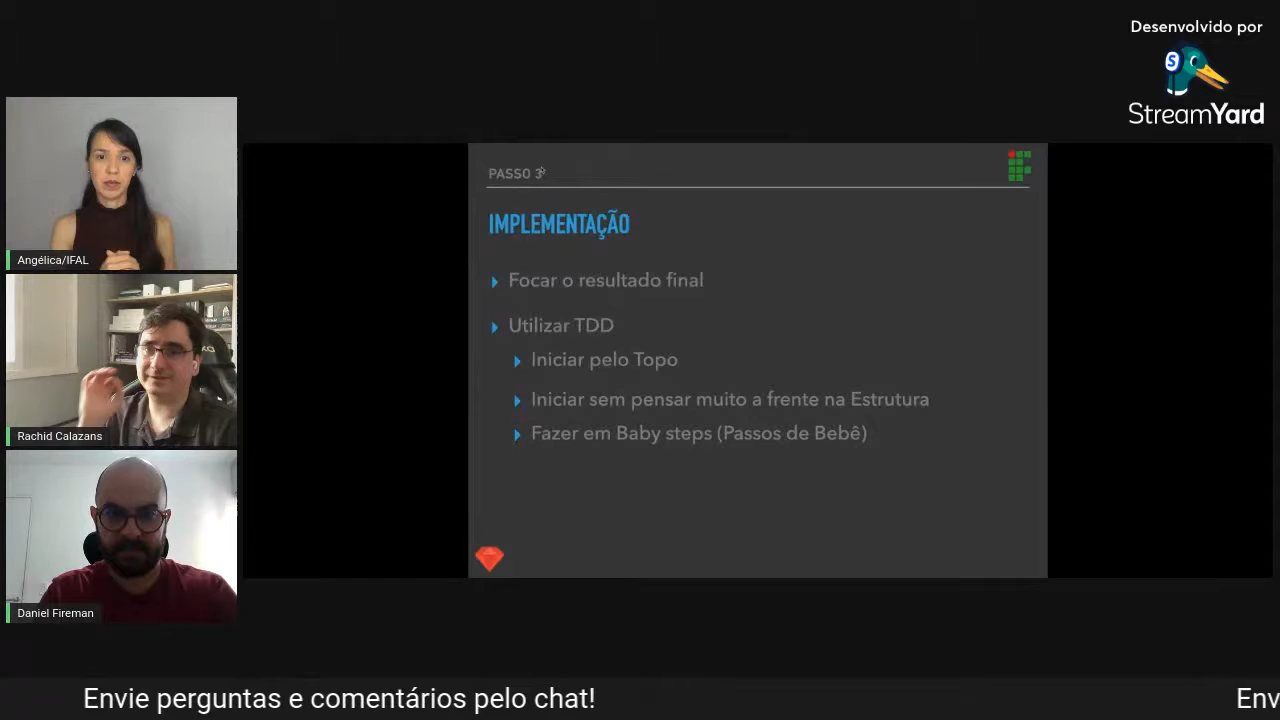 Desenvolvido por
StreamYard
Angélica/IFAL
Rachid Calazans
Daniel Fireman
PASSO 3
IMPLEMENTAÇÃO
Focar o resultado final
Utilizar TDD
Iniciar pelo Topo
Iniciar sem pensar muito a frente na Estrutura
Fazer em Baby steps (Passos de Bebê)
Envie perguntas e comentários pelo chat!
Env